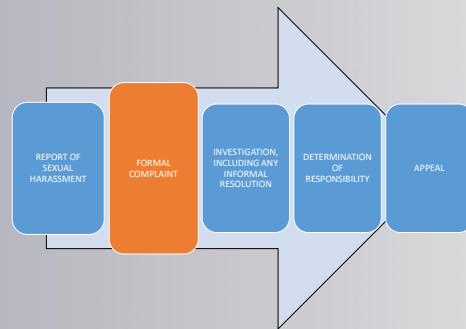 REPORT OF
SEXUAL
HARASSMENT
FORMAL
COMPLAINT
INVESTIGATION,
INCLUDING ANY
INFORMAL
RESOLUTION
DETERMINATION
OF
RESPONSIBILITY
APPEAL